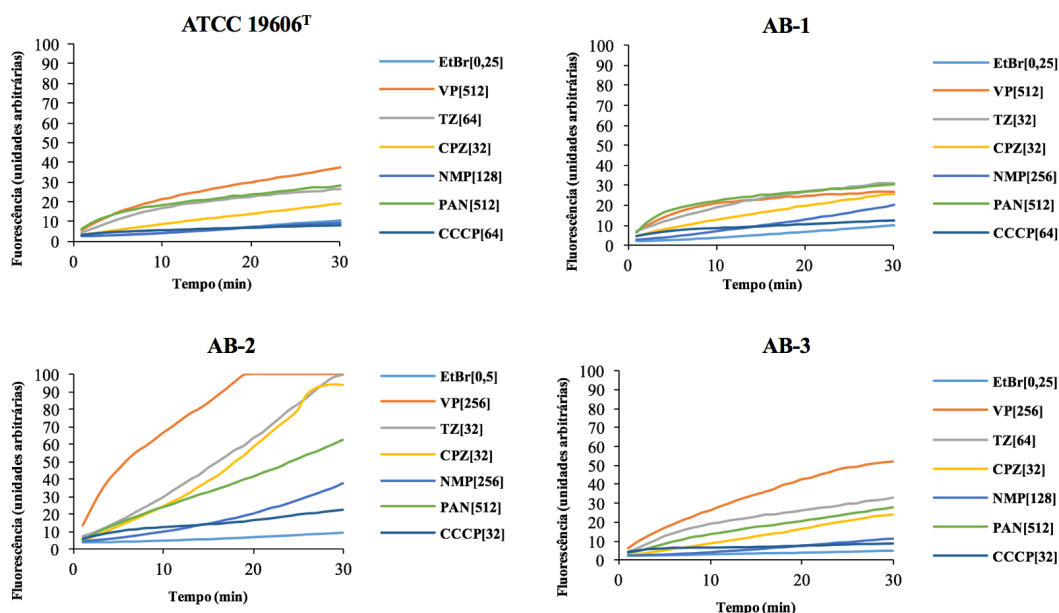 ATCC 19606ᵀ
Fluorescência (unidades arbitrárias)
100
90
80
70
60
50
40
30
20
10
0
0
10
20
30
Tempo (min)
EtBr[0,25]
VP[512]
TZ[64]
CPZ[32]
NMP[128]
PAN[512]
CCCP[64]
AB-1
Fluorescência (unidades arbitrárias)
100
90
80
70
60
50
40
30
20
10
0
0
10
20
30
Tempo (min)
EtBr[0,25]
VP[512]
TZ[32]
CPZ[32]
NMP[256]
PAN[512]
CCCP[64]
AB-2
Fluorescência (unidades arbitrárias)
100
90
80
70
60
50
40
30
20
10
0
0
10
20
30
Tempo (min)
EtBr[0,5]
VP[256]
TZ[32]
CPZ[32]
NMP[256]
PAN[512]
CCCP[32]
AB-3
Fluorescência (unidades arbitrárias)
100
90
80
70
60
50
40
30
20
10
0
0
10
20
30
Tempo (min)
EtBr[0,25]
VP[256]
TZ[64]
CPZ[32]
NMP[128]
PAN[512]
CCCP[32]